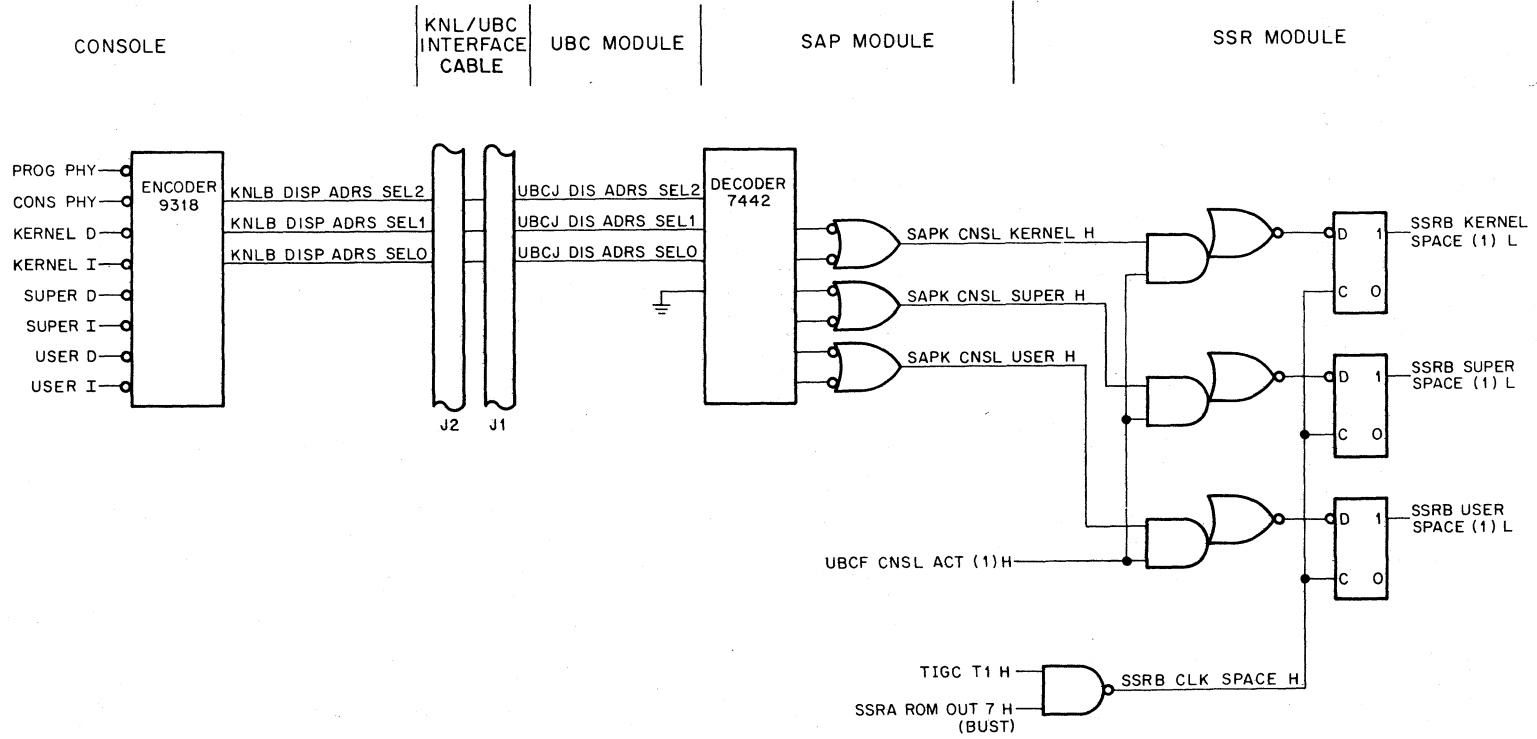 CONSOLE
KNL/UBC
INTERFACE
CABLE
UBC MODULE
SAP MODULE
SSR MODULE
PROG PHY
CONS PHY
KERNEL D
KERNEL I
SUPER D
SUPER I
USER D
USER I
ENCODER
9318
KNLB DISP ADRS SEL2
KNLB DISP ADRS SEL1
KNLB DISP ADRS SEL0
J2
J1
UBCJ DIS ADRS SEL2
UBCJ DIS ADRS SEL1
UBCJ DIS ADRS SEL0
DECODER
7442
SAPK CNSL KERNEL H
SAPK CNSL SUPER H
SAPK CNSL USER H
UBCF CNSL ACT (1) H
TIGC T1 H
SSRA ROM OUT 7 H
(BUST)
SSRB CLK SPACE H
D 1
C 0
SSRB KERNEL
SPACE (1) L
D 1
C 0
SSRB SUPER
SPACE (1) L
D 1
C 0
SSRB USER
SPACE (1) L